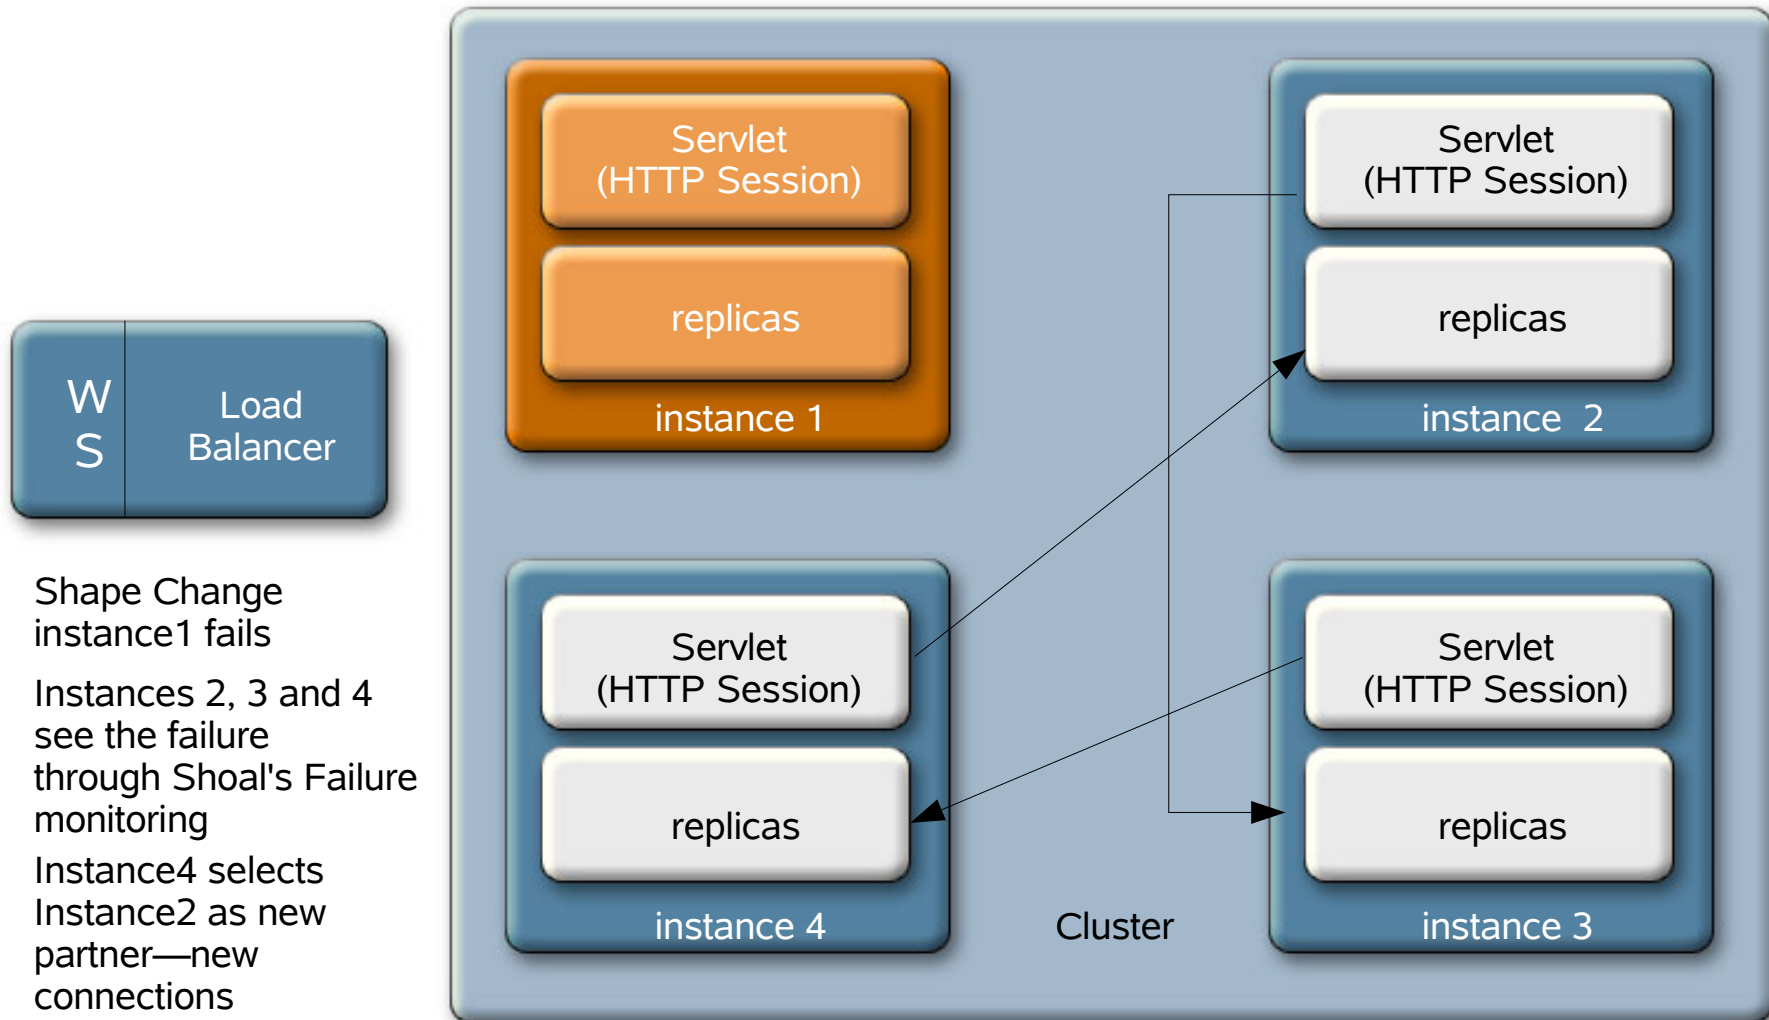 Servlet
(HTTP Session)
replicas
instance 1
Servlet
(HTTP Session)
replicas
instance  2
W
S
Load
Balancer
Shape Change
instance1 fails
Instances 2, 3 and 4
see the failure
through Shoal's Failure
monitoring
Instance4 selects
Instance2 as new
partner—new
connections
Servlet
(HTTP Session)
replicas
instance 4
Cluster
Servlet
(HTTP Session)
replicas
instance 3